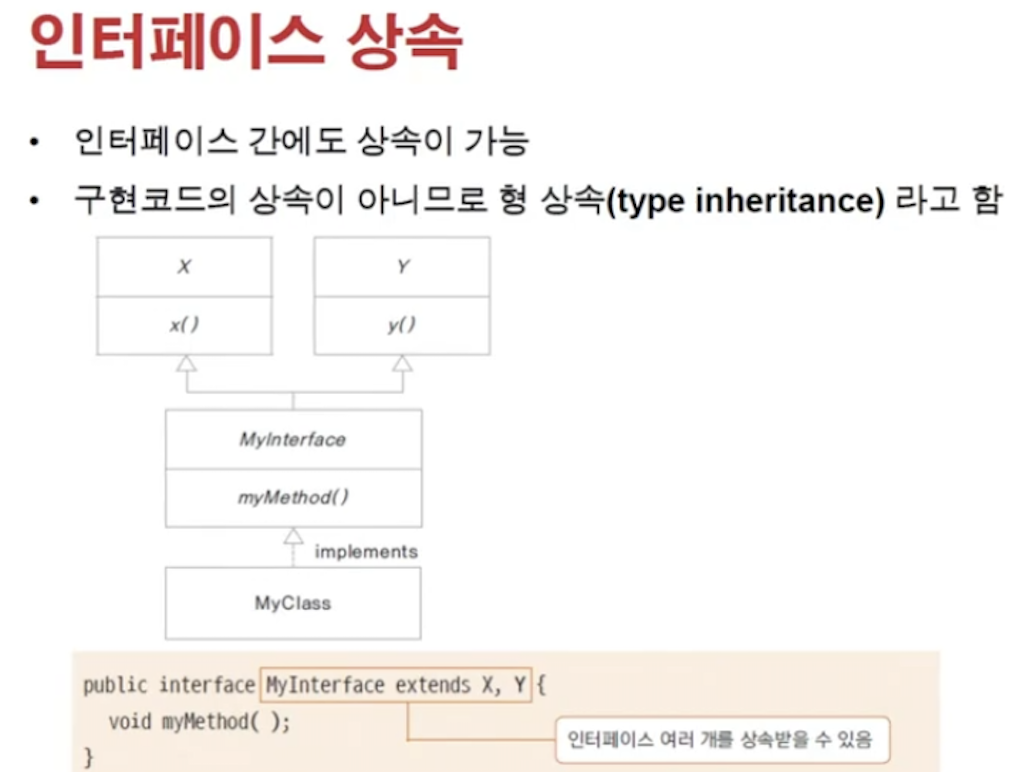 인터페이스 상속
• 인터페이스 간에도 상속이 가능
• 구현코드의 상속이 아니므로 형 상속(type inheritance) 라고 함
X
x()
Y
y()
MyInterface
myMethod()
implements
MyClass
public interface MyInterface extends X, Y {
void myMethod( );
}
인터페이스 여러 개를 상속받을 수 있음